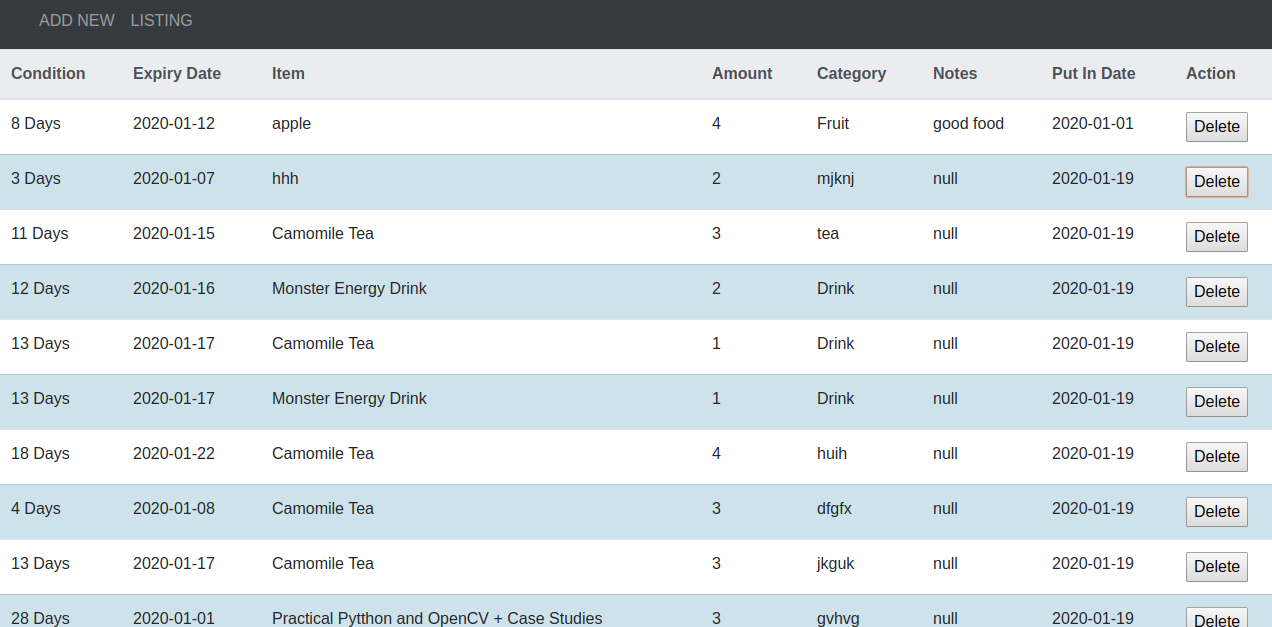 ADD NEW LISTING
Condition Expiry Date Item Amount Category Notes Put In Date Action
8 Days 2020-01-12 apple 4 Fruit good food 2020-01-01 Delete
3 Days 2020-01-07 hhh 2 mjknj null 2020-01-19 Delete
11 Days 2020-01-15 Camomile Tea 3 tea null 2020-01-19 Delete
12 Days 2020-01-16 Monster Energy Drink 2 Drink null 2020-01-19 Delete
13 Days 2020-01-17 Camomile Tea 1 Drink null 2020-01-19 Delete
13 Days 2020-01-17 Monster Energy Drink 1 Drink null 2020-01-19 Delete
18 Days 2020-01-22 Camomile Tea 4 huih null 2020-01-19 Delete
4 Days 2020-01-08 Camomile Tea 3 dfgfx null 2020-01-19 Delete
13 Days 2020-01-17 Camomile Tea 3 jkguk null 2020-01-19 Delete
28 Days 2020-01-01 Practical Pytthon and OpenCV + Case Studies 3 gvhvg null 2020-01-19 Delete